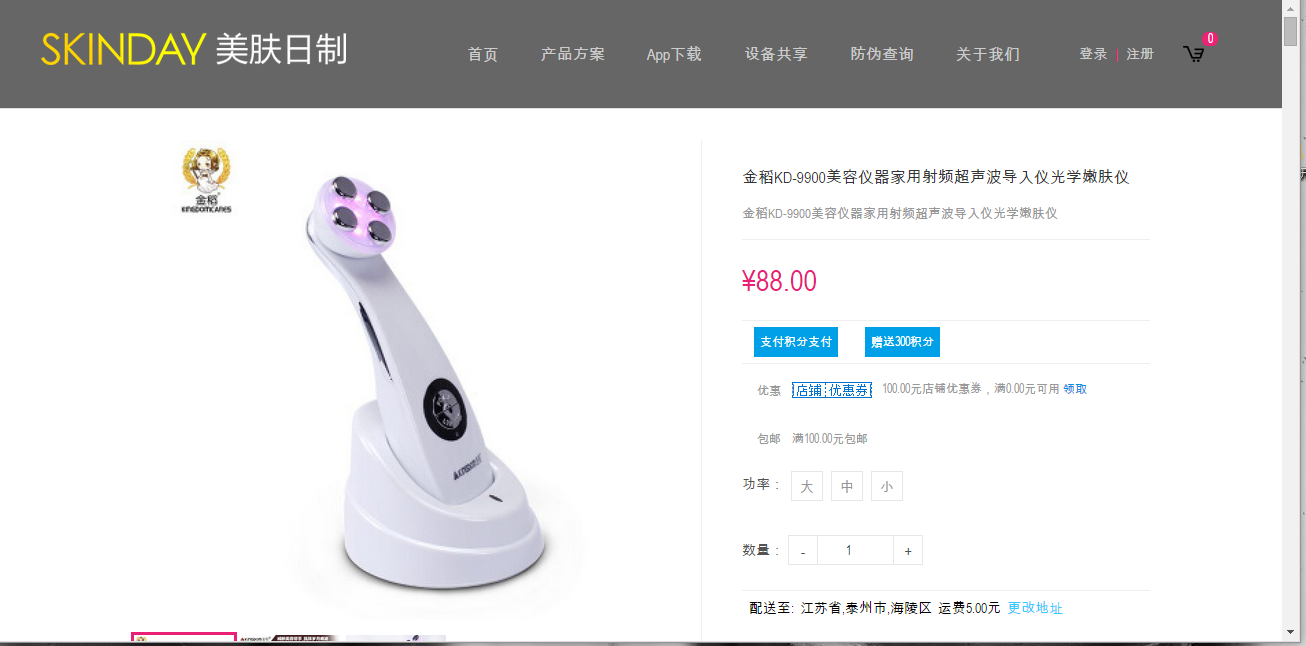 SKINDAY 美肤日制
首页 产品方案 App下载 设备共享 防伪查询 关于我们 登录 | 注册 0
金稻
KINGDOMCARES
金稻KD-9900美容仪器家用射频超声波导入仪光学嫩肤仪
金稻KD-9900美容仪器家用射频超声波导入仪光学嫩肤仪
¥88.00
支付积分支付 赠送300积分
优惠 店铺优惠券 100.00元店铺优惠券，满0.00元可用 领取
包邮 满100.00元包邮
功率： 大 中 小
数量： - 1 +
配送至: 江苏省,泰州市,海陵区 运费5.00元 更改地址